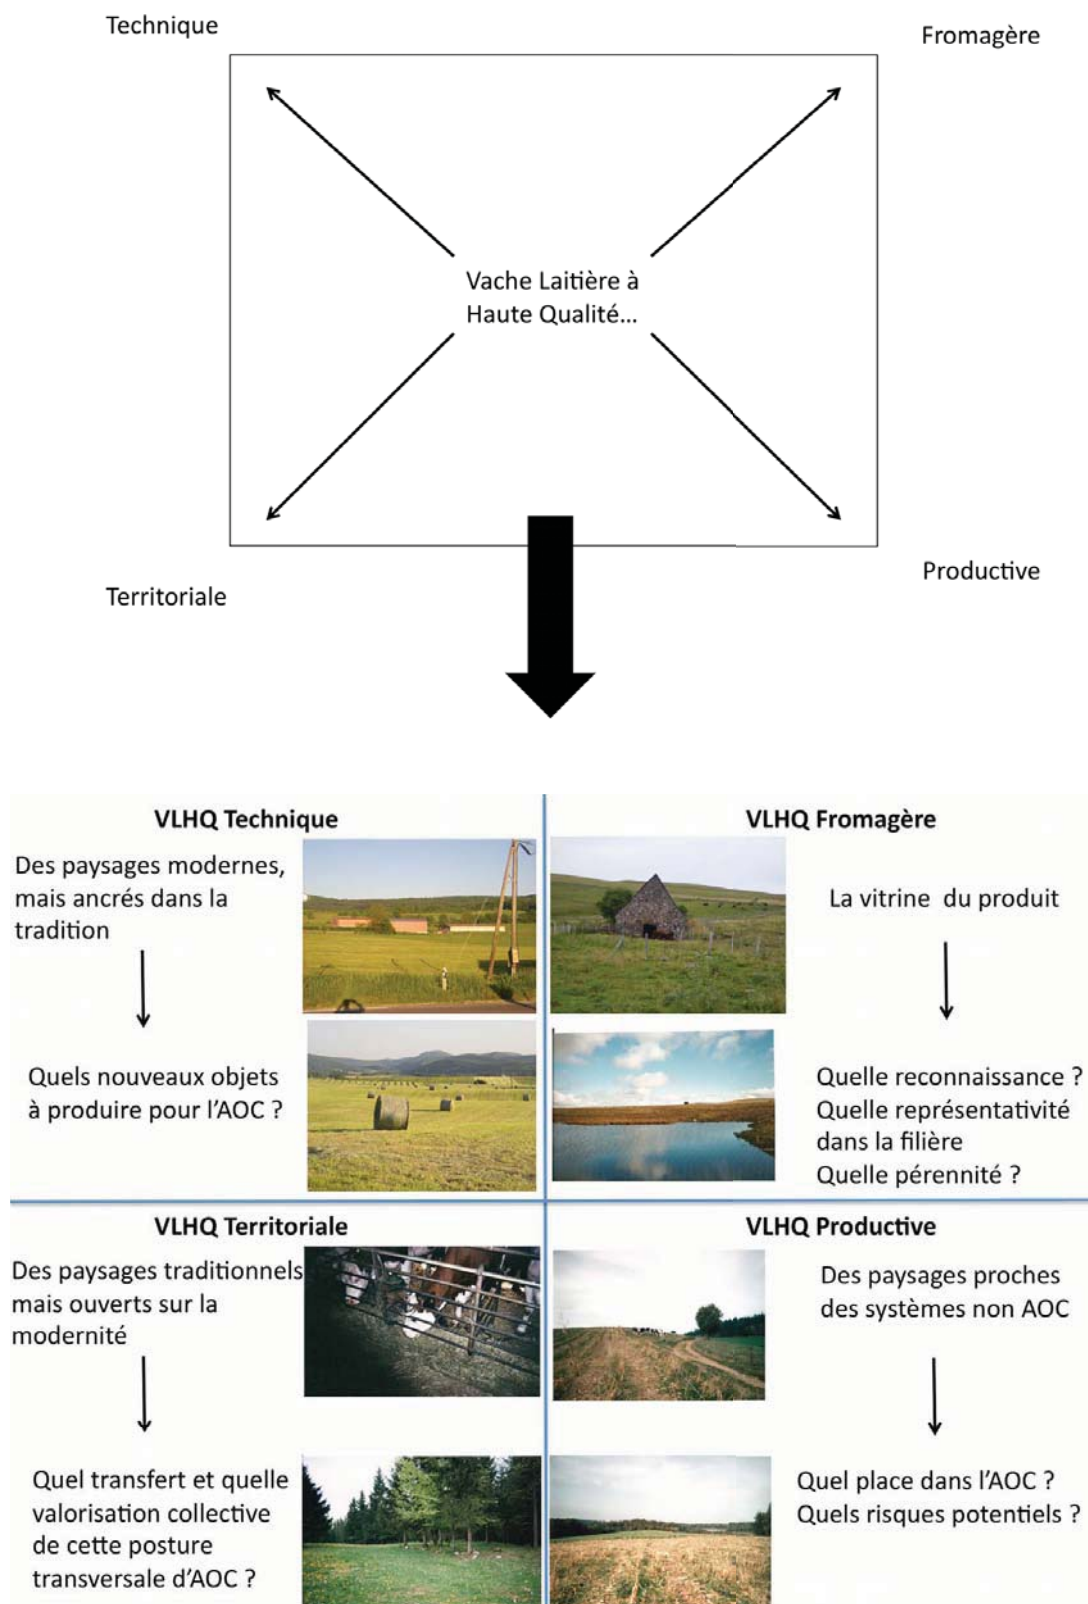 Technique
Fromagère
Vache Laitière à
Haute Qualité...
Territoriale
Productive
VLHQ Technique
Des paysages modernes,
mais ancrés dans la
tradition
Quels nouveaux objets
à produire pour l'AOC ?
VLHQ Fromagère
La vitrine du produit
Quelle reconnaissance ?
Quelle représentativité
dans la filière
Quelle pérennité ?
VLHQ Territoriale
Des paysages traditionnels
mais ouverts sur la
modernité
Quel transfert et quelle
valorisation collective
de cette posture
transversale d'AOC ?
VLHQ Productive
Des paysages proches
des systèmes non AOC
Quel place dans l'AOC ?
Quels risques potentiels ?